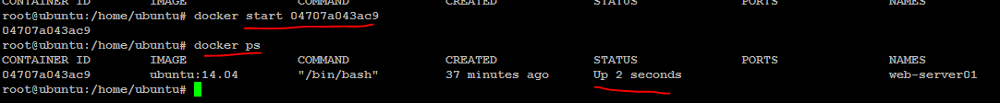 CONTAINER ID IMAGE COMMAND CREATED STATUS PORTS NAMES
root@ubuntu:/home/ubuntu# docker start 04707a043ac9
04707a043ac9
root@ubuntu:/home/ubuntu# docker ps
CONTAINER ID IMAGE COMMAND CREATED STATUS PORTS NAMES
04707a043ac9 ubuntu:14.04 "/bin/bash" 37 minutes ago Up 2 seconds web-server01
root@ubuntu:/home/ubuntu#